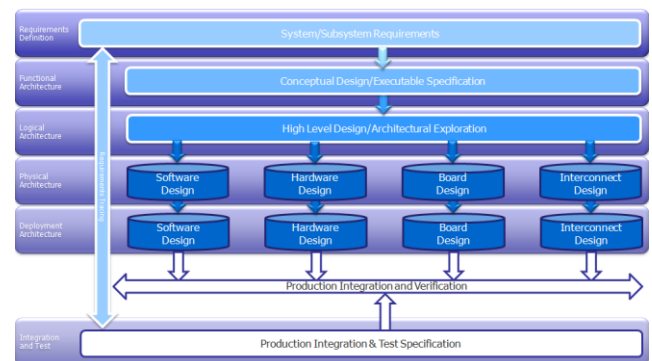 Requirements
Definition
System/Subsystem Requirements
Functional
Architecture
Conceptual Design/Executable Specification
Logical
Architecture
High Level Design/Architectural Exploration
Physical
Architecture
Software
Design
Hardware
Design
Board
Design
Interconnect
Design
Deployment
Architecture
Software
Design
Hardware
Design
Board
Design
Interconnect
Design
Requirements
Production Integration and Verification
Integration
and Test
Production Integration & Test Specification